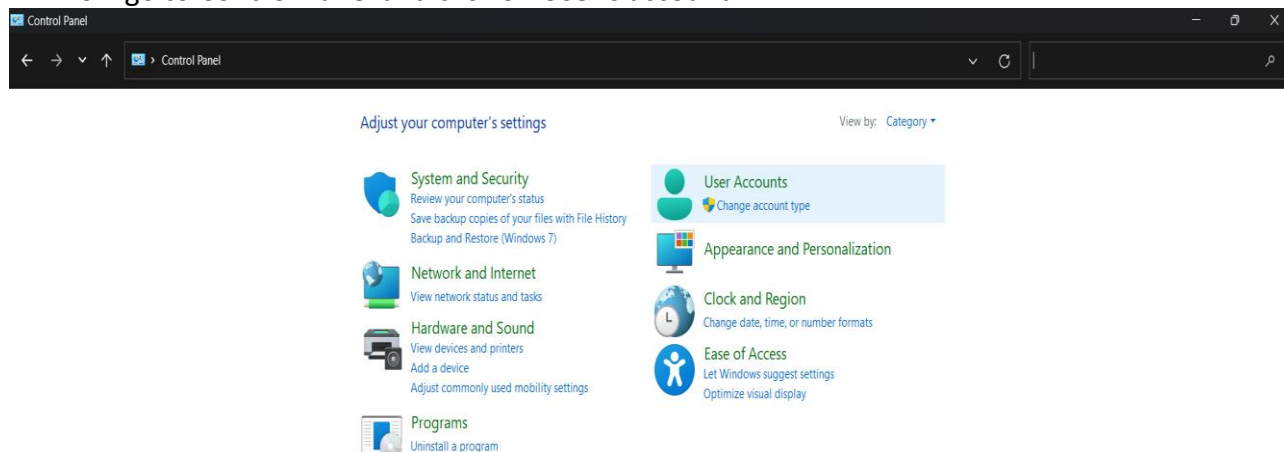 Control Panel
Control Panel
Adjust your computer's settings
View by: Category
System and Security
Review your computer's status
Save backup copies of your files with File History
Backup and Restore (Windows 7)
Network and Internet
View network status and tasks
Hardware and Sound
View devices and printers
Add a device
Adjust commonly used mobility settings
Programs
Uninstall a program
User Accounts
Change account type
Appearance and Personalization
Clock and Region
Change date, time, or number formats
Ease of Access
Let Windows suggest settings
Optimize visual display